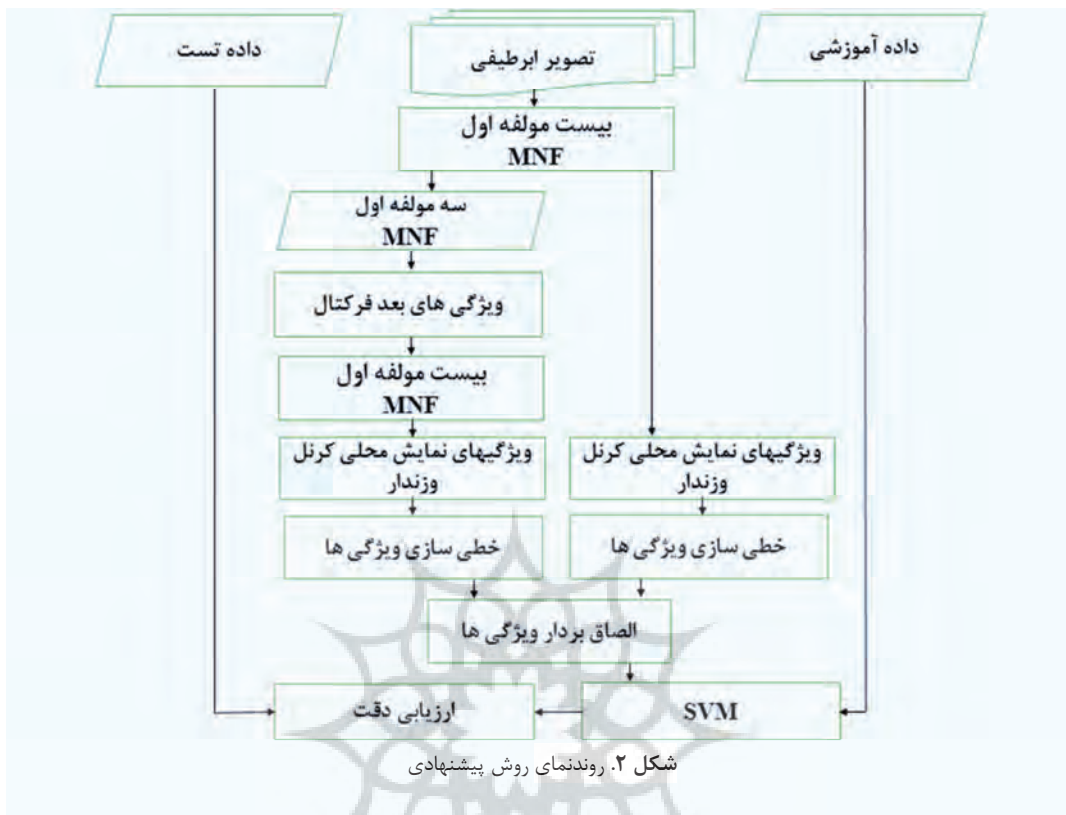 داده آموزشی
تصویر ابرطیفی
داده تست
بیست مولفه اول
MNF
سه مولفه اول
MNF
ویژگی های بعد فرکتال
بیست مولفه اول
MNF
ویژگیهای نمایش محلی کرنل
وزندار
ویژگیهای نمایش محلی کرنل
وزندار
خطی سازی ویژگی ها
خطی سازی ویژگی ها
الصاق بردار ویژگی ها
SVM
ارزیابی دقت
شکل ۲. روندنمای روش پیشنهادی